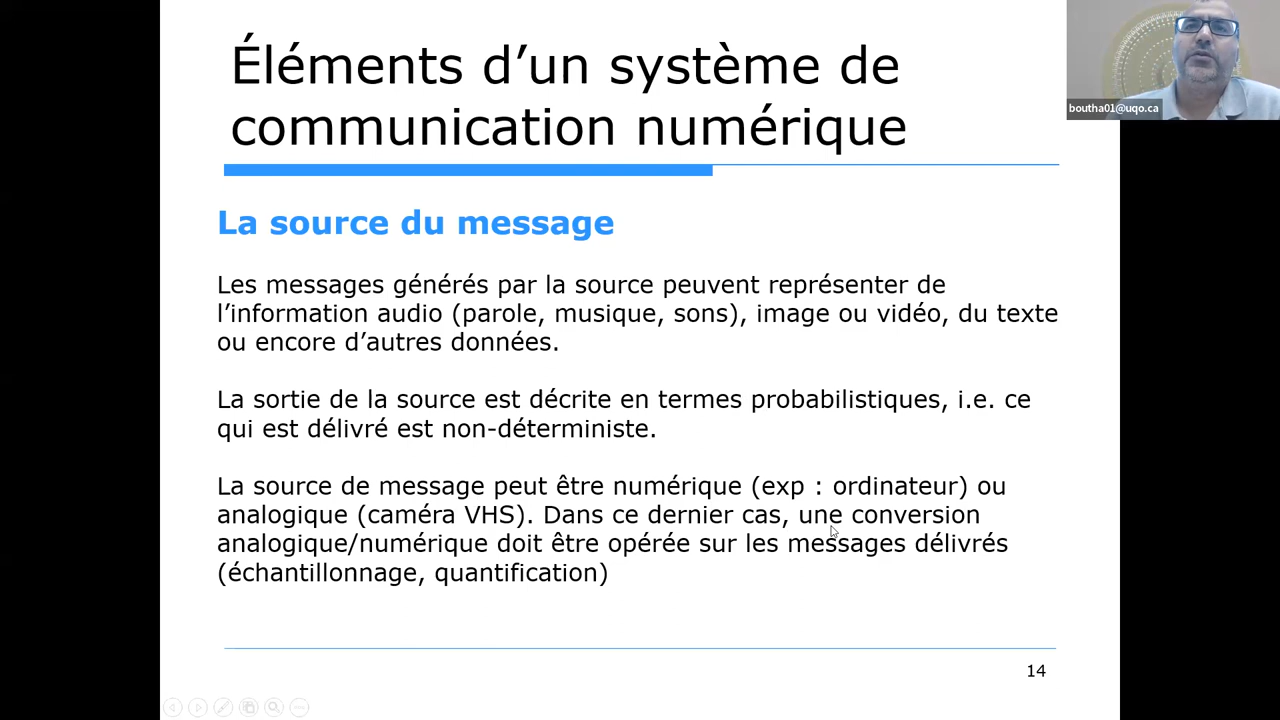 Éléments d’un système de
communication numérique
boutha01@uqo.ca
La source du message
Les messages générés par la source peuvent représenter de
l’information audio (parole, musique, sons), image ou vidéo, du texte
ou encore d’autres données.
La sortie de la source est décrite en termes probabilistiques, i.e. ce
qui est délivré est non-déterministe.
La source de message peut être numérique (exp : ordinateur) ou
analogique (caméra VHS). Dans ce dernier cas, une conversion
analogique/numérique doit être opérée sur les messages délivrés
(échantillonnage, quantification)
14